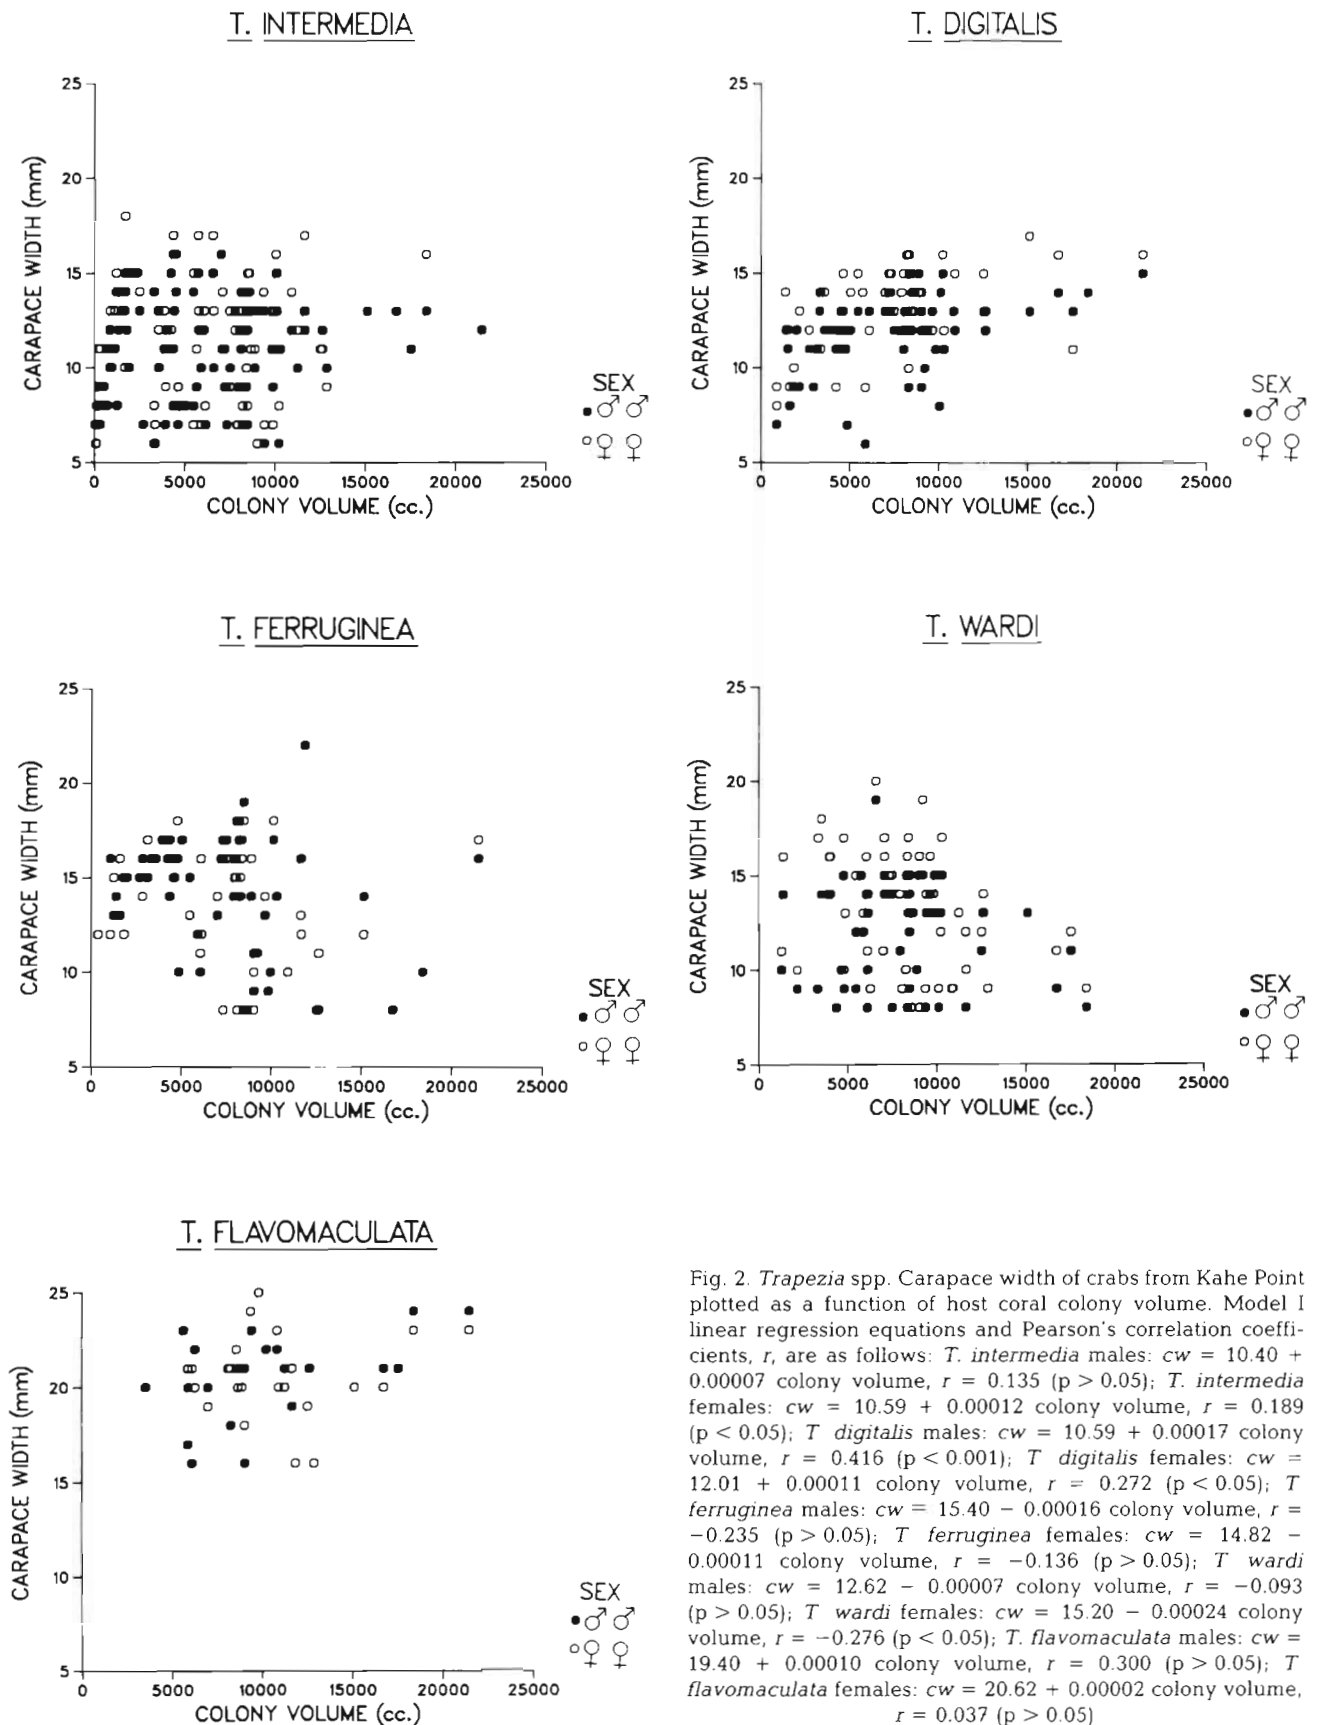 T. INTERMEDIA
25
20
15
10
5
CARAPACE WIDTH (mm)
0 5000 10000 15000 20000 25000
COLONY VOLUME (cc.)
SEX
♂ ♂
♀ ♀
T. DIGITALIS
25
20
15
10
5
CARAPACE WIDTH (mm)
0 5000 10000 15000 20000 25000
COLONY VOLUME (cc.)
SEX
♂ ♂
♀ ♀
T. FERRUGINEA
25
20
15
10
5
CARAPACE WIDTH (mm)
0 5000 10000 15000 20000 25000
COLONY VOLUME (cc.)
SEX
♂ ♂
♀ ♀
T. WARDI
25
20
15
10
5
CARAPACE WIDTH (mm)
0 5000 10000 15000 20000 25000
COLONY VOLUME (cc.)
SEX
♂ ♂
♀ ♀
T. FLAVOMACULATA
25
20
15
10
5
CARAPACE WIDTH (mm)
0 5000 10000 15000 20000 25000
COLONY VOLUME (cc.)
SEX
♂ ♂
♀ ♀
Fig. 2. Trapezia spp. Carapace width of crabs from Kahe Point
plotted as a function of host coral colony volume. Model I
linear regression equations and Pearson's correlation coeffi-
cients, r, are as follows: T. intermedia males: cw = 10.40 +
0.00007 colony volume, r = 0.135 (p > 0.05); T. intermedia
females: cw = 10.59 + 0.00012 colony volume, r = 0.189
(p < 0.05); T digitalis males: cw = 10.59 + 0.00017 colony
volume, r = 0.416 (p < 0.001); T digitalis females: cw =
12.01 + 0.00011 colony volume, r = 0.272 (p < 0.05); T
ferruginea males: cw = 15.40 − 0.00016 colony volume, r =
−0.235 (p > 0.05); T ferruginea females: cw = 14.82 −
0.00011 colony volume, r = −0.136 (p > 0.05); T wardi
males: cw = 12.62 − 0.00007 colony volume, r = −0.093
(p > 0.05); T wardi females: cw = 15.20 − 0.00024 colony
volume, r = −0.276 (p < 0.05); T. flavomaculata males: cw =
19.40 + 0.00010 colony volume, r = 0.300 (p > 0.05); T
flavomaculata females: cw = 20.62 + 0.00002 colony volume,
r = 0.037 (p > 0.05)